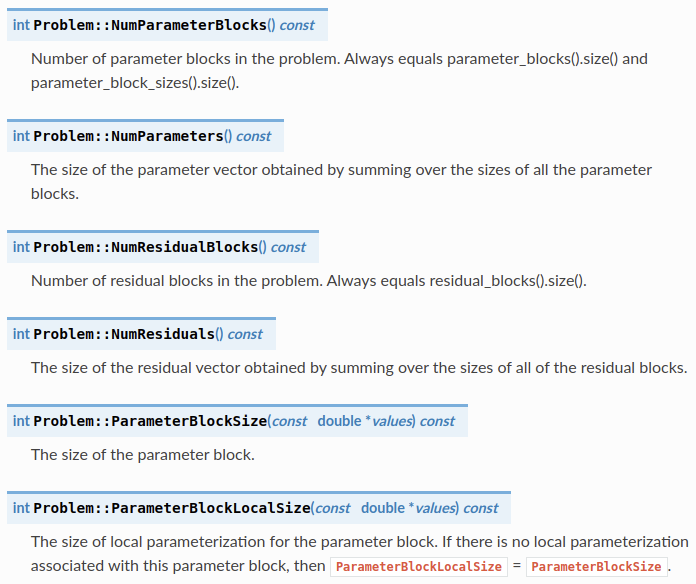 int Problem::NumParameterBlocks() const
Number of parameter blocks in the problem. Always equals parameter_blocks().size() and
parameter_block_sizes().size().
int Problem::NumParameters() const
The size of the parameter vector obtained by summing over the sizes of all the parameter
blocks.
int Problem::NumResidualBlocks() const
Number of residual blocks in the problem. Always equals residual_blocks().size().
int Problem::NumResiduals() const
The size of the residual vector obtained by summing over the sizes of all of the residual blocks.
int Problem::ParameterBlockSize(const double *values) const
The size of the parameter block.
int Problem::ParameterBlockLocalSize(const double *values) const
The size of local parameterization for the parameter block. If there is no local parameterization
associated with this parameter block, then ParameterBlockLocalSize = ParameterBlockSize .